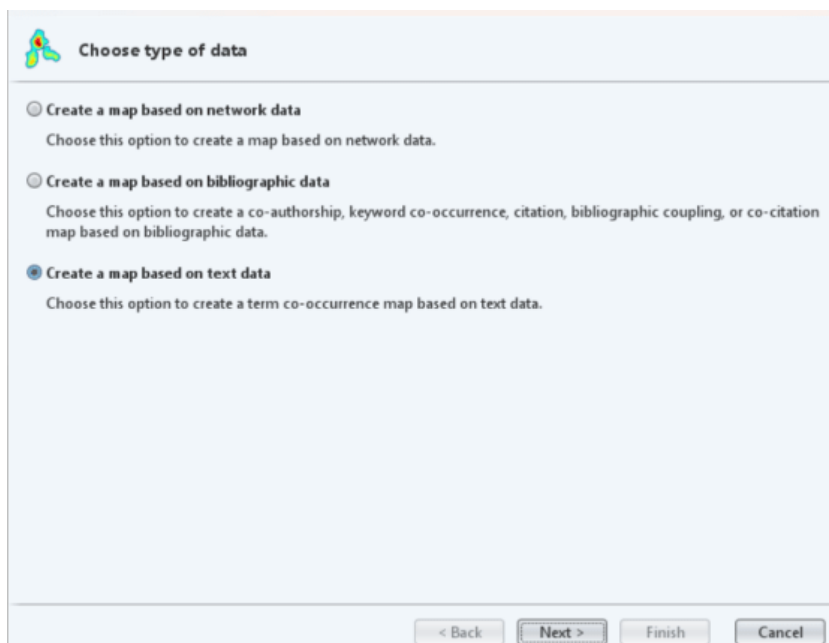 Choose type of data
Create a map based on network data
Choose this option to create a map based on network data.
Create a map based on bibliographic data
Choose this option to create a co-authorship, keyword co-occurrence, citation, bibliographic coupling, or co-citation
map based on bibliographic data.
Create a map based on text data
Choose this option to create a term co-occurrence map based on text data.
< Back Next > Finish Cancel